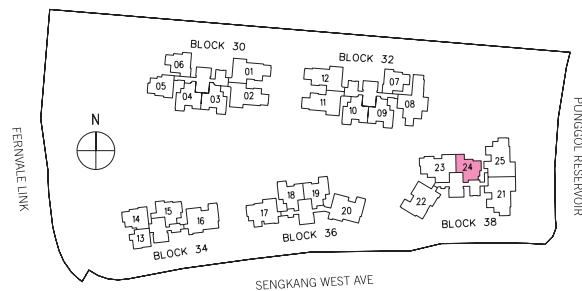 BLOCK 30
BLOCK 32
06
01
05
04
03
02
12
07
11
10
09
08
N
FERNVALE LINK
PUNGGOL RESERVOIR
23
24
25
22
21
BLOCK 38
14
15
16
13
BLOCK 34
18
19
17
20
BLOCK 36
SENGKANG WEST AVE